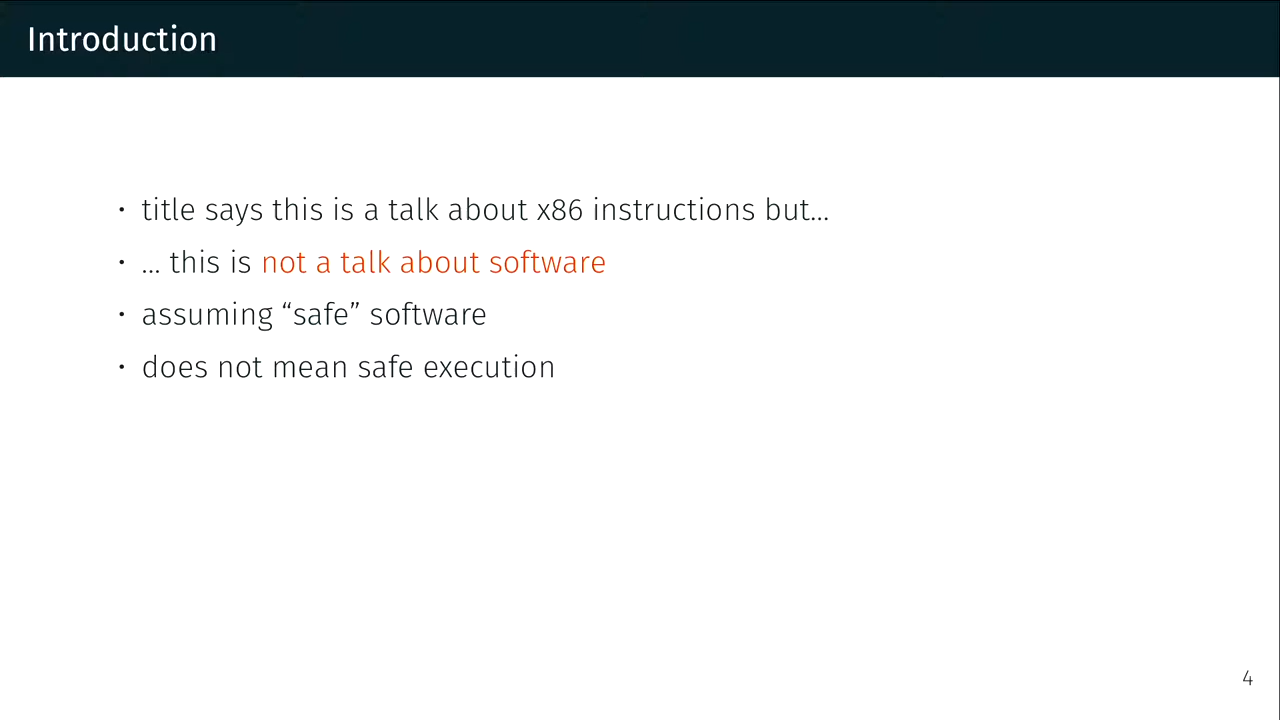 Introduction
• title says this is a talk about x86 instructions but...
• ... this is not a talk about software
• assuming “safe” software
• does not mean safe execution
4